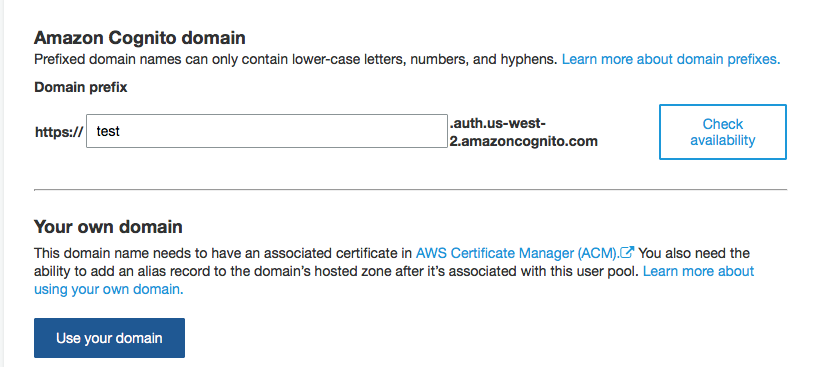 Amazon Cognito domain
Prefixed domain names can only contain lower-case letters, numbers, and hyphens. Learn more about domain prefixes.
Domain prefix
https:// test .auth.us-west-
2.amazoncognito.com
Check
availability
Your own domain
This domain name needs to have an associated certificate in AWS Certificate Manager (ACM). You also need the
ability to add an alias record to the domain's hosted zone after it's associated with this user pool. Learn more about
using your own domain.
Use your domain